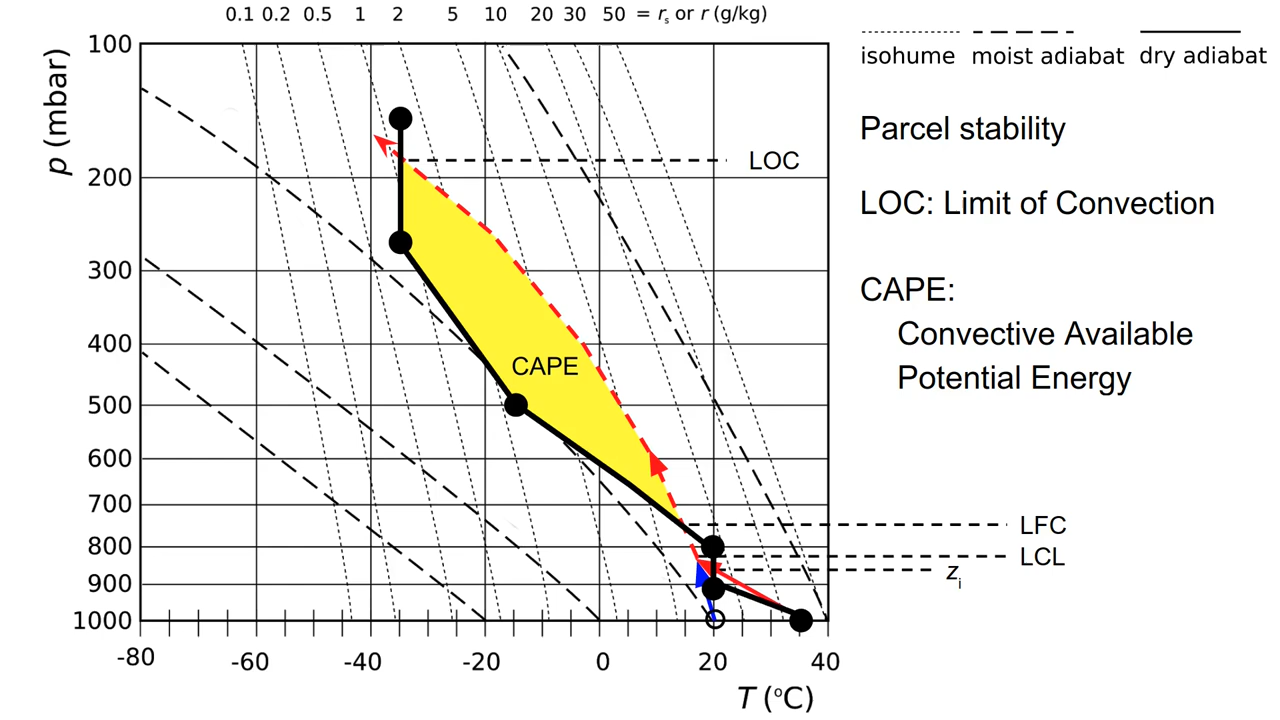 0.1 0.2 0.5 1 2 5 10 20 30 50 = rs or r (g/kg)
isohume moist adiabat dry adiabat
p (mbar)
100
200
300
400
500
600
700
800
900
1000
-80 -60 -40 -20 0 20 40
T (°C)
LOC
CAPE
LFC
LCL
zi
Parcel stability
LOC: Limit of Convection
CAPE:
Convective Available
Potential Energy